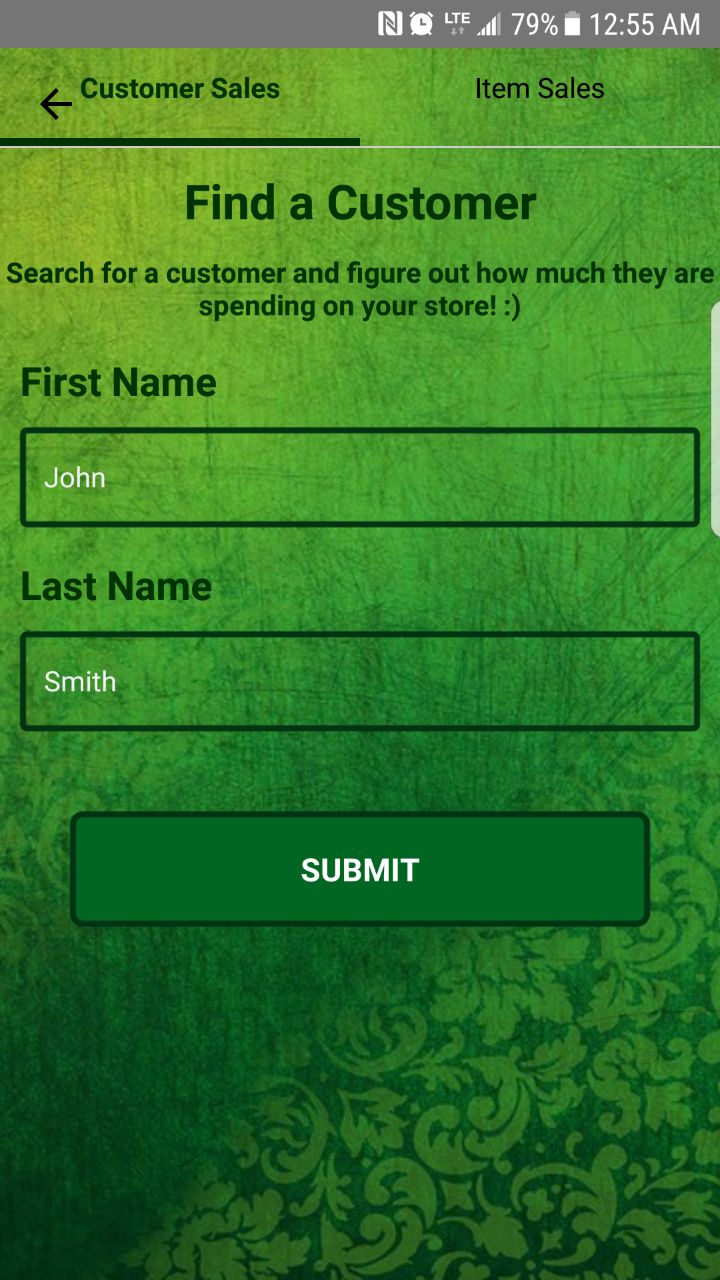 LTE 79% 12:55 AM
Customer Sales Item Sales
Find a Customer
Search for a customer and figure out how much they are
spending on your store! :)
First Name
John
Last Name
Smith
SUBMIT